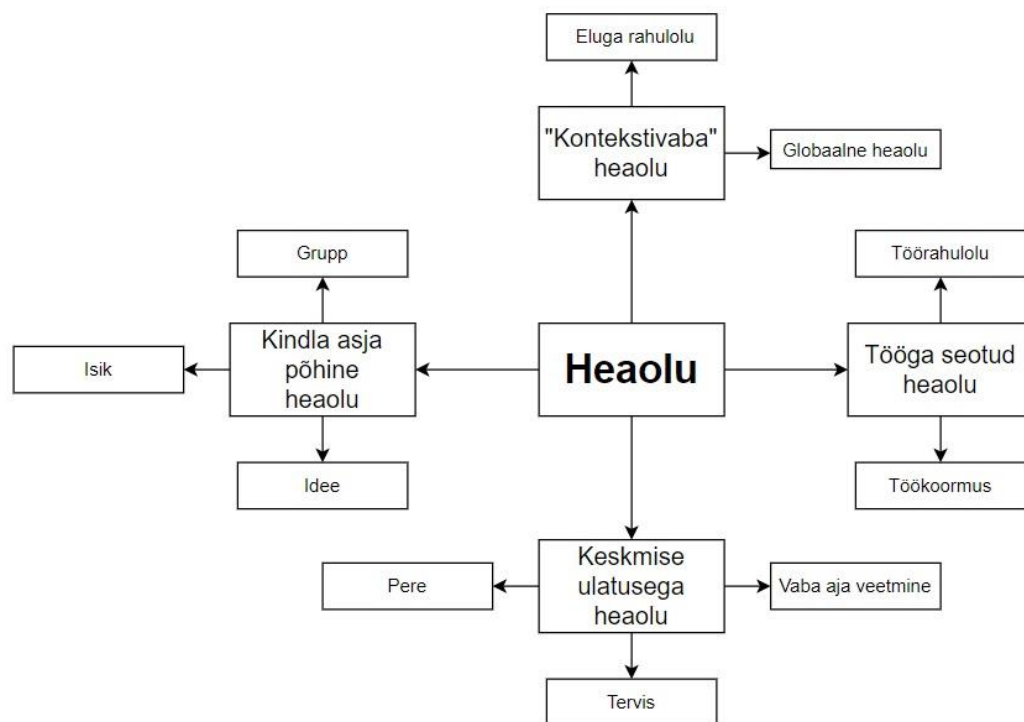 Eluga rahulolu
"Kontekstivaba"
heaolu
Globaalne heaolu
Grupp
Töörahulolu
Isik
Kindla asja
põhine
heaolu
Heaolu
Tööga seotud
heaolu
Idee
Töökoormus
Pere
Keskmise
ulatusega
heaolu
Vaba aja veetmine
Tervis